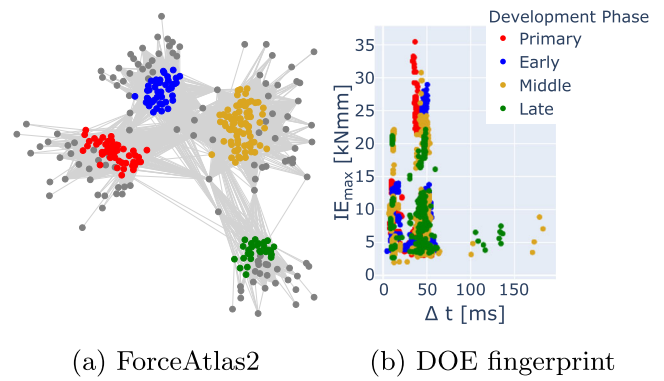 Development Phase
Primary
Early
Middle
Late
IEmax [kNmm]
35
30
25
20
15
10
5
0
0 50 100 150
Δ t [ms]
(a) ForceAtlas2
(b) DOE fingerprint